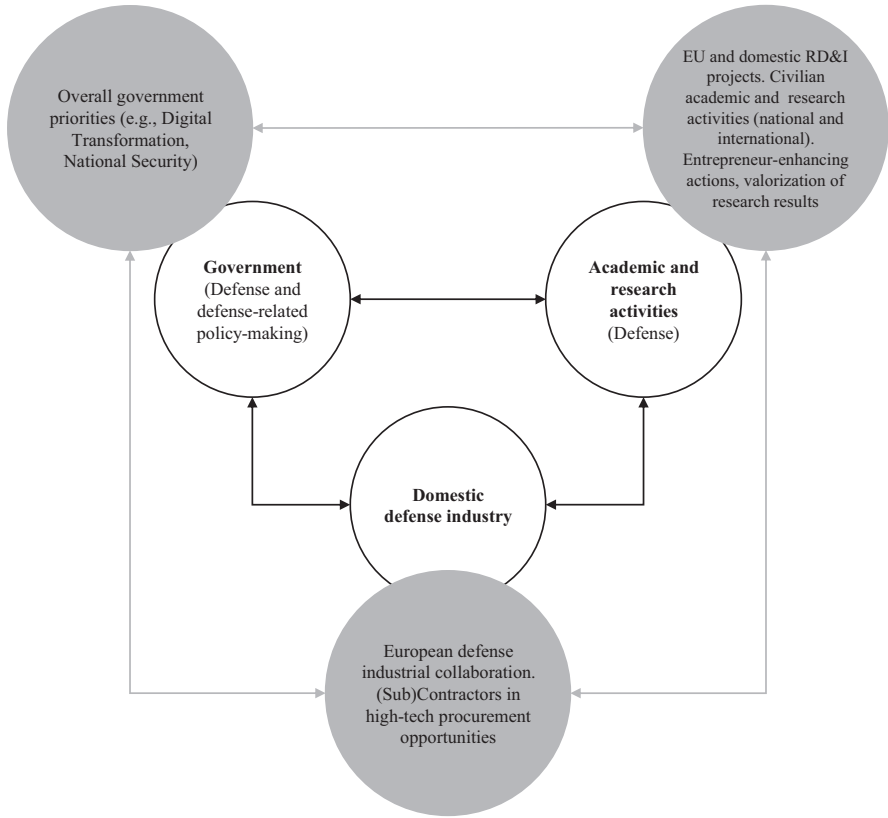 Overall government
priorities (e.g., Digital
Transformation,
National Security)
EU and domestic RD&I
projects. Civilian
academic and research
activities (national and
international).
Entrepreneur-enhancing
actions, valorization of
research results
Government
(Defense and
defense-related
policy-making)
Academic and
research
activities
(Defense)
Domestic
defense industry
European defense
industrial collaboration.
(Sub)Contractors in
high-tech procurement
opportunities